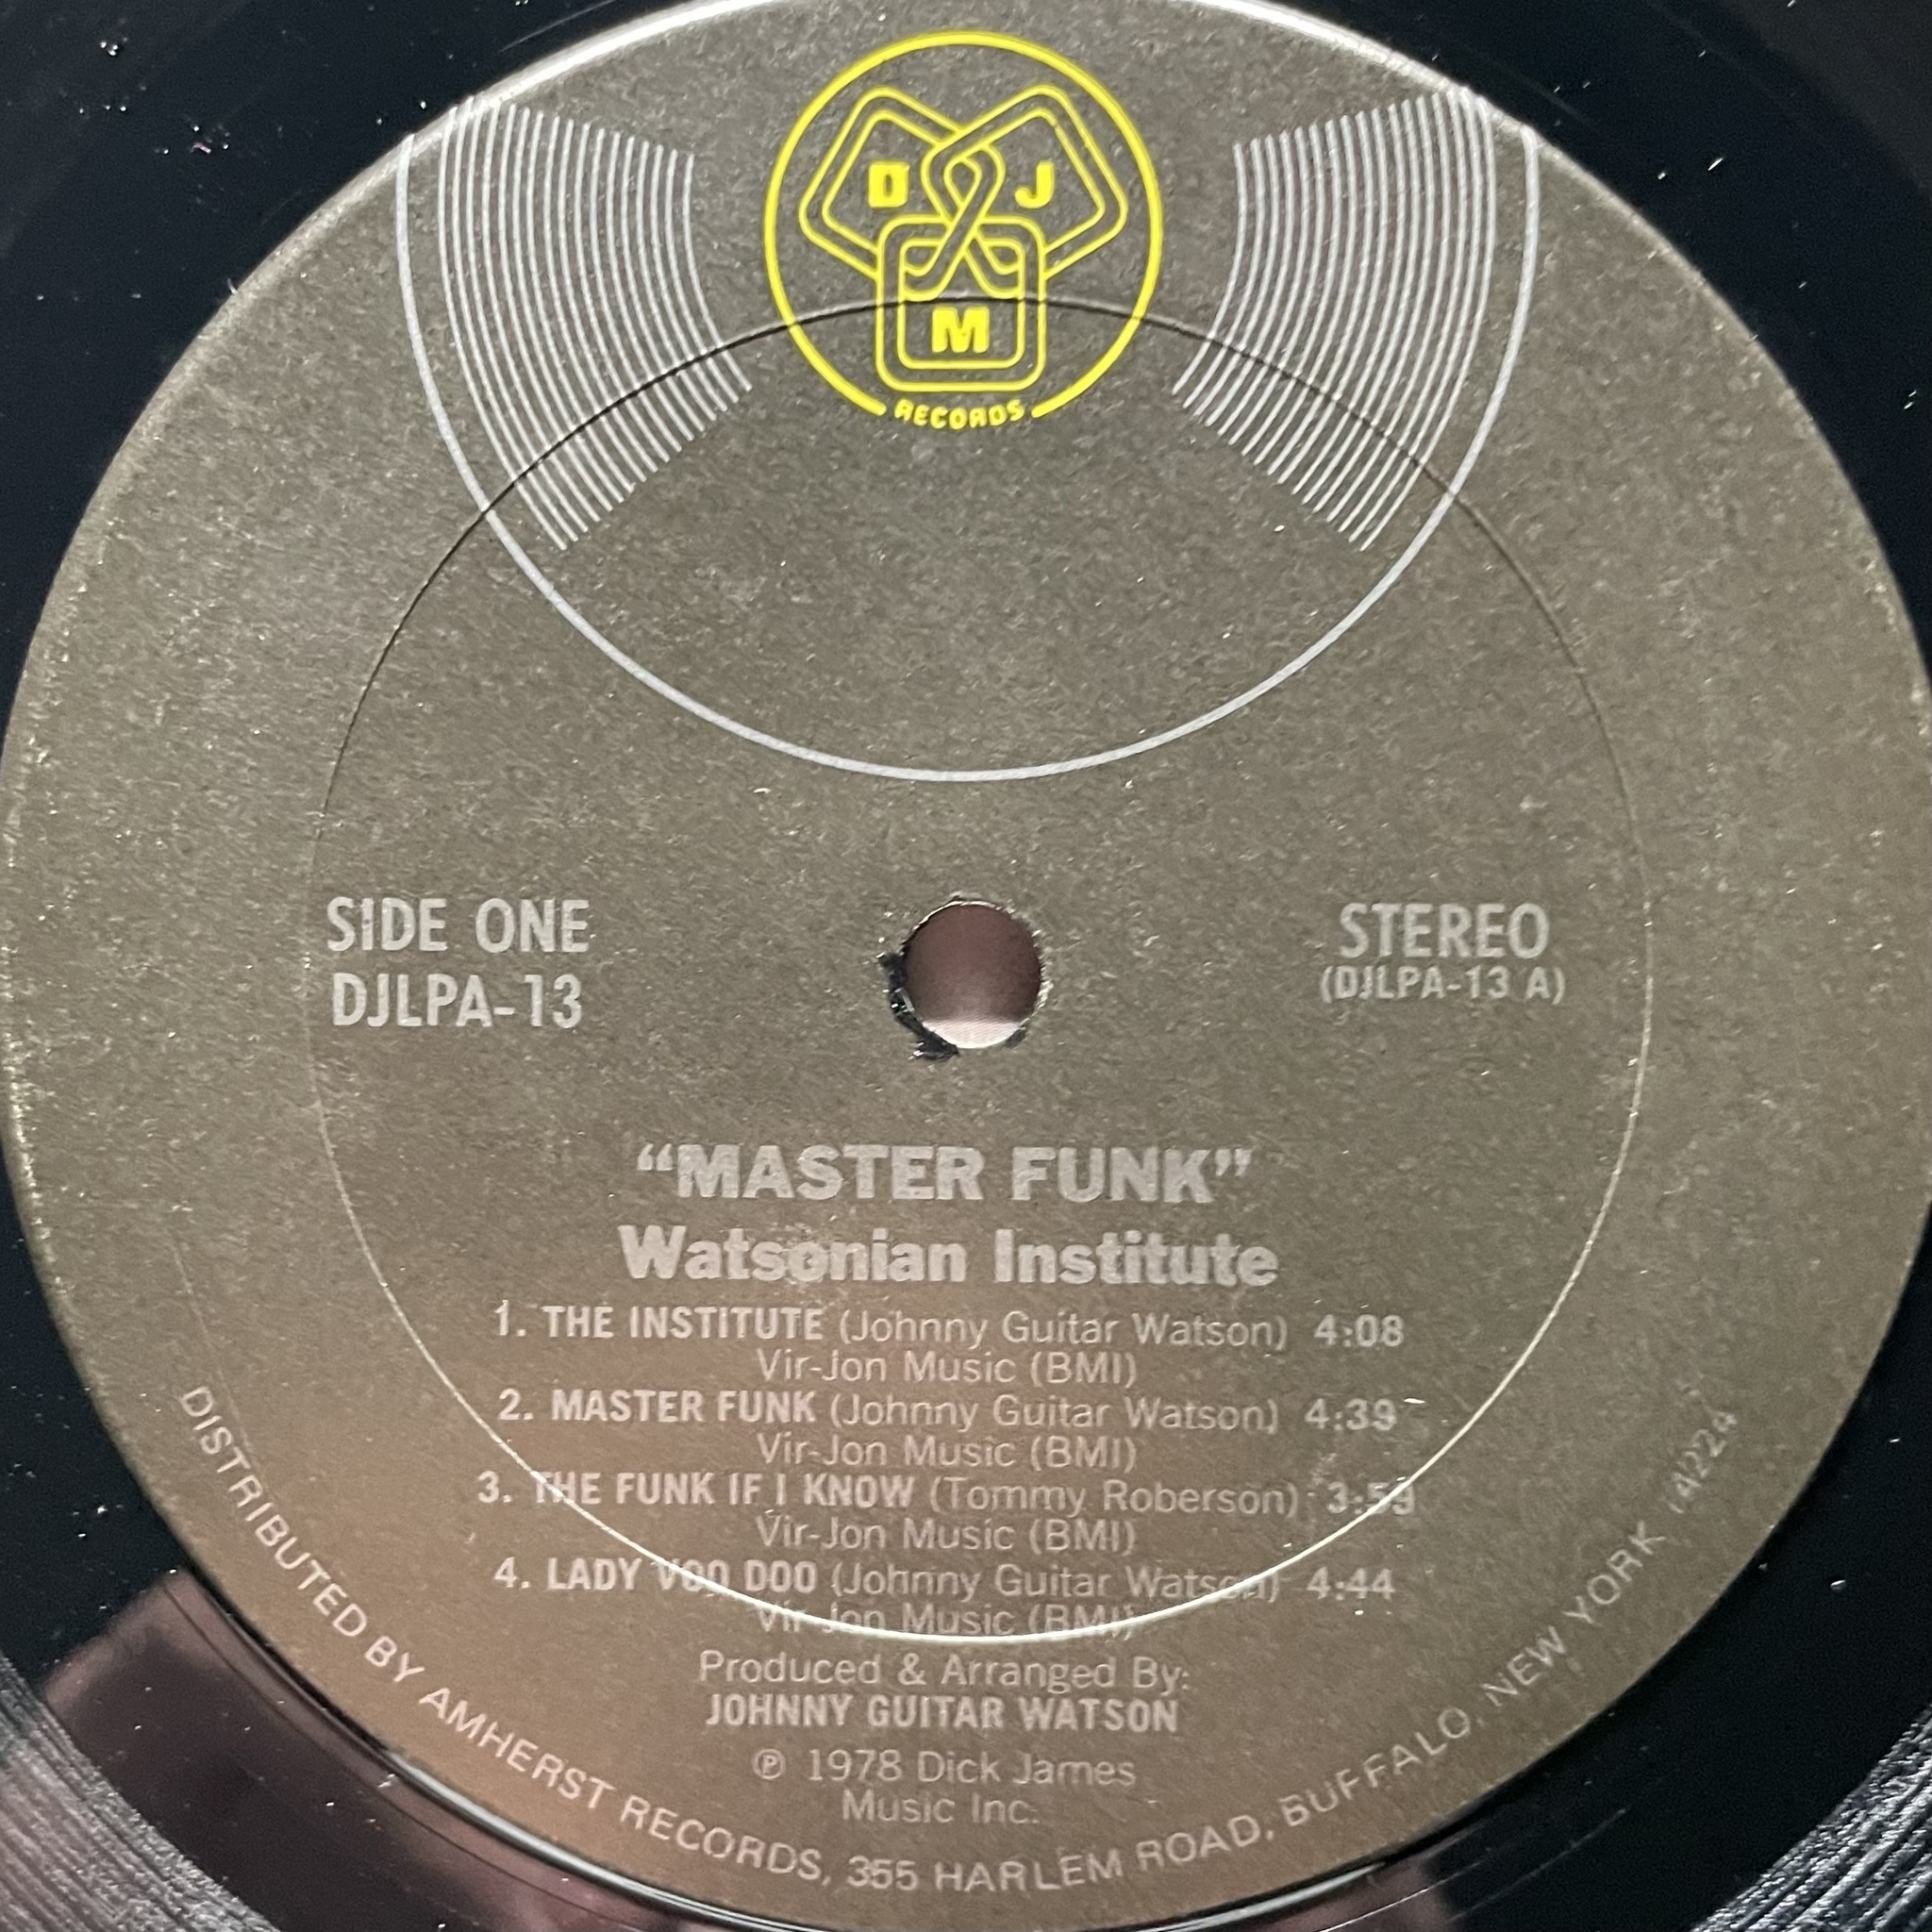 D J
M
RECORDS
SIDE ONE
DJLPA-13
STEREO
(DJLPA-13 A)
“MASTER FUNK”
Watsonian Institute
1. THE INSTITUTE (Johnny Guitar Watson) 4:08
Vir-Jon Music (BMI)
2. MASTER FUNK (Johnny Guitar Watson) 4:39
Vir-Jon Music (BMI)
3. THE FUNK IF I KNOW (Tommy Roberson) 3:59
Vir-Jon Music (BMI)
4. LADY VOO DOO (Johnny Guitar Watson) 4:44
Vir-Jon Music (BMI)
Produced & Arranged By:
JOHNNY GUITAR WATSON
℗ 1978 Dick James
Music Inc.
DISTRIBUTED BY AMHERST RECORDS, 355 HARLEM ROAD, BUFFALO, NEW YORK 14224